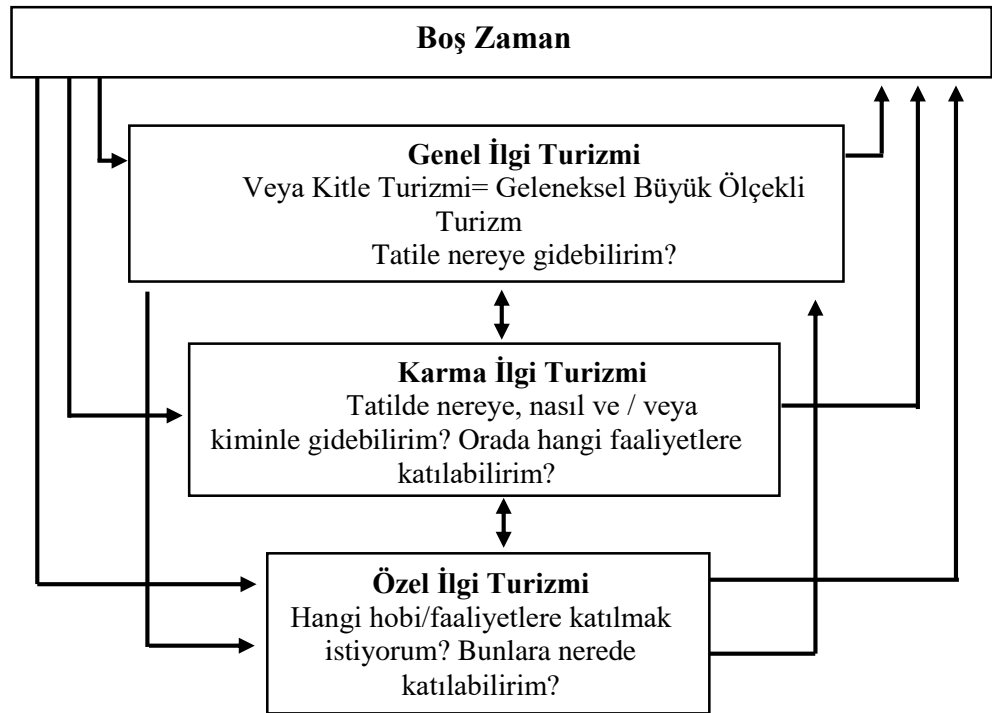 Boş Zaman
Genel İlgi Turizmi
Veya Kitle Turizmi= Geleneksel Büyük Ölçekli
Turizm
Tatile nereye gidebilirim?
Karma İlgi Turizmi
Tatilde nereye, nasıl ve / veya
kiminle gidebilirim? Orada hangi faaliyetlere
katılabilirim?
Özel İlgi Turizmi
Hangi hobi/faaliyetlere katılmak
istiyorum? Bunlara nerede
katılabilirim?